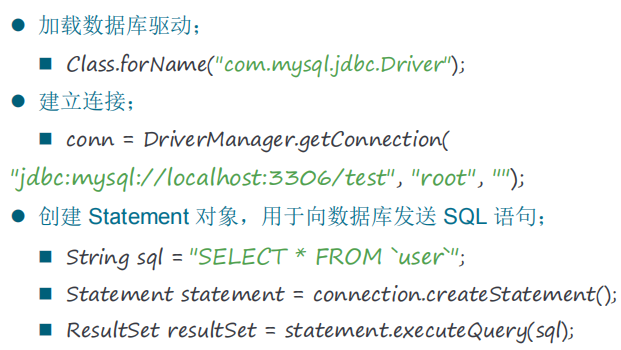 加载数据库驱动；
Class.forName("com.mysql.jdbc.Driver");
建立连接；
conn = DriverManager.getConnection(
"jdbc:mysql://localhost:3306/test", "root", "");
创建 Statement 对象，用于向数据库发送 SQL 语句；
String sql = "SELECT * FROM `user`";
Statement statement = connection.createStatement();
ResultSet resultSet = statement.executeQuery(sql);